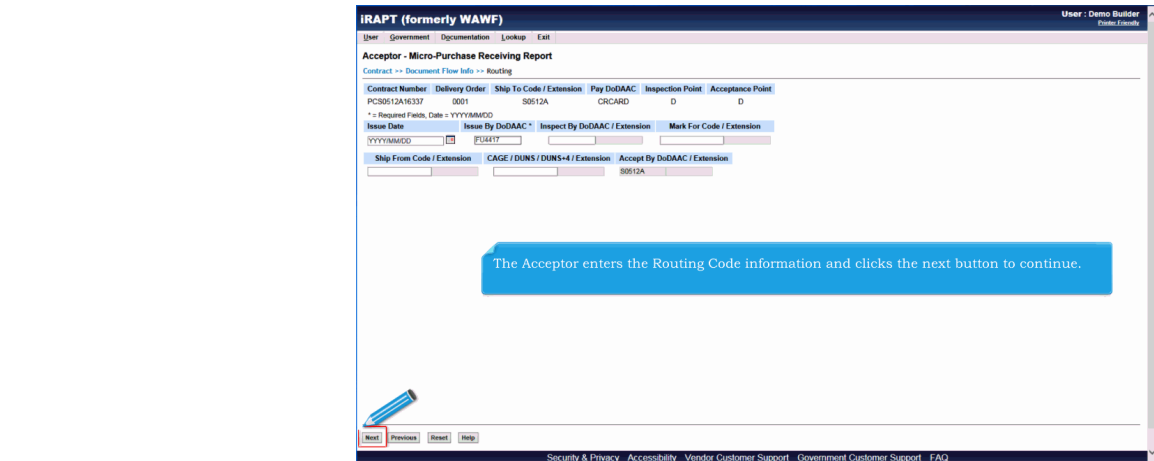 iRAPT (formerly WAWF)
User : Demo Builder
Printer Friendly
User Government Documentation Lookup Exit
Acceptor - Micro-Purchase Receiving Report
Contract >> Document Flow Info >> Routing
Contract Number Delivery Order Ship To Code / Extension Pay DoDAAC Inspection Point Acceptance Point
PCS0512A16337 0001 S0512A CRCARD D D
* = Required Fields, Date = YYYY/MM/DD
Issue Date Issue By DoDAAC * Inspect By DoDAAC / Extension Mark For Code / Extension
YYYY/MM/DD FU4417
Ship From Code / Extension CAGE / DUNS / DUNS+4 / Extension Accept By DoDAAC / Extension
S0512A
The Acceptor enters the Routing Code information and clicks the next button to continue.
Next Previous Reset Help
Security & Privacy Accessibility Vendor Customer Support Government Customer Support FAQ